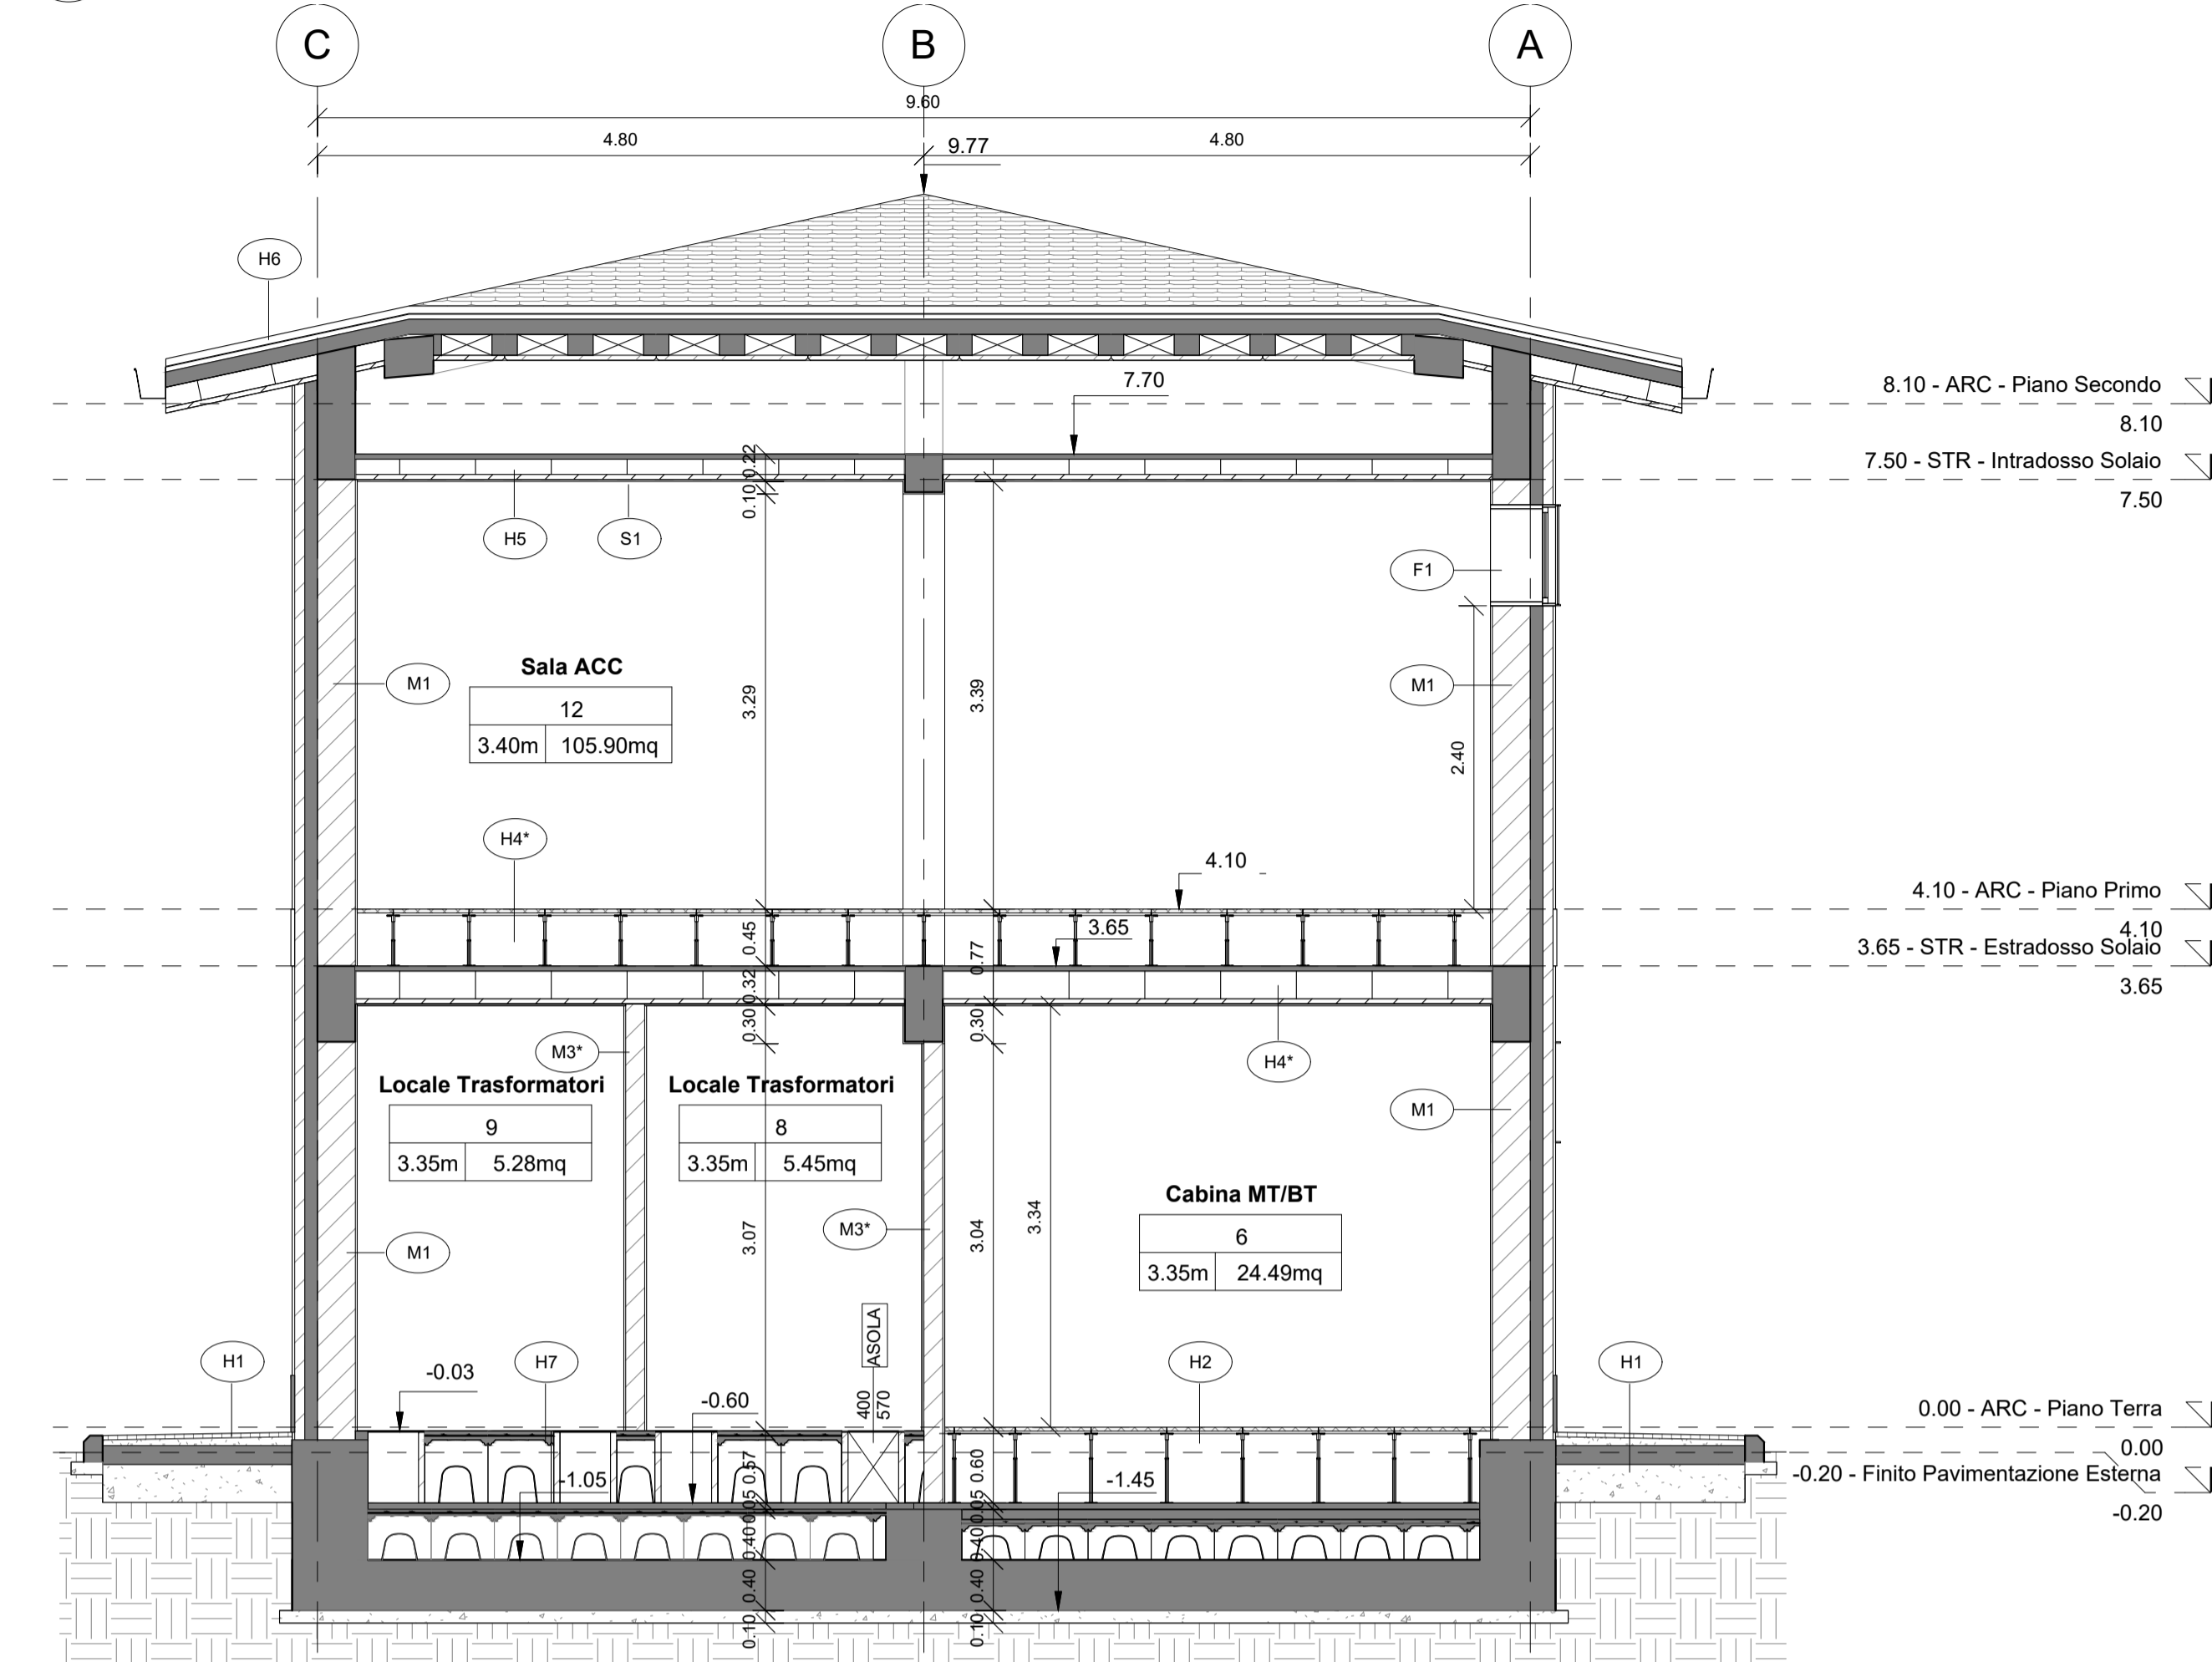 C
B
A
9.60
4.80
9.77
4.80
H6
7.70
8.10 - ARC - Piano Secondo
8.10
7.50 - STR - Intradosso Solaio
7.50
0.22
0.10
H5
S1
F1
Sala ACC
12
3.40m
105.90mq
M1
3.29
3.39
M1
2.40
H4*
4.10
4.10 - ARC - Piano Primo
4.10
3.65 - STR - Estradosso Solaio
3.65
0.45
3.65
0.77
0.32
0.30
0.30
M3*
H4*
Locale Trasformatori
9
3.35m
5.28mq
Locale Trasformatori
8
3.35m
5.45mq
M1
Cabina MT/BT
6
3.35m
24.49mq
M1
M3*
3.07
3.04
3.34
ASOLA
400
570
H1
-0.03
H7
-0.60
H2
H1
0.00 - ARC - Piano Terra
0.00
-0.20 - Finito Pavimentazione Esterna
-0.20
-1.05
-1.45
0.57
0.05
0.40
0.40
0.10
0.60
0.05
0.40
0.40
0.10